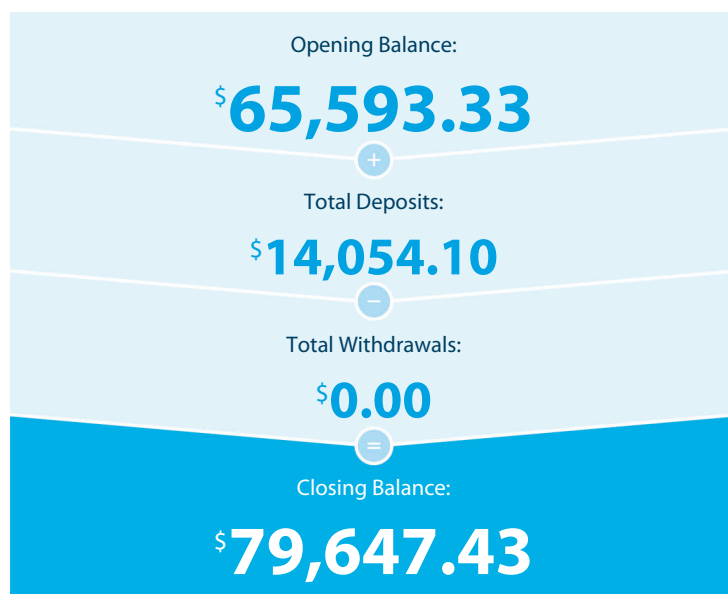 Opening Balance:
$65,593.33
+
Total Deposits:
$14,054.10
−
Total Withdrawals:
$0.00
=
Closing Balance:
$79,647.43